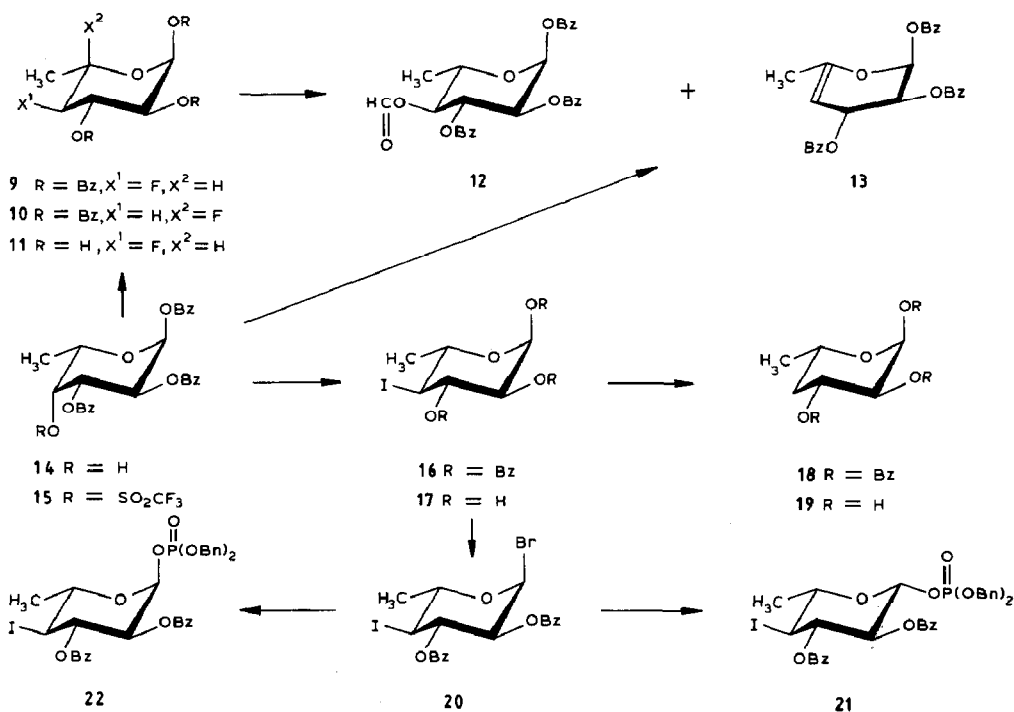 X² OR OBz OBz
H₃C O H₃C O H₃C O
X¹ OR HCO OBz + OBz
OR O OBz BzO
9 R = Bz, X¹ = F, X² = H 12 13
10 R = Bz, X¹ = H, X² = F
11 R = H, X¹ = F, X² = H
OBz OR OR
H₃C O H₃C O H₃C O
OBz I OR OR
RO OBz OR OR
14 R = H 16 R = Bz 18 R = Bz
15 R = SO₂CF₃ 17 R = H 19 R = H
O
OP(OBn)₂ Br O
H₃C O H₃C O H₃C O OP(OBn)₂
I OBz I OBz I OBz
OBz OBz OBz
22 20 21